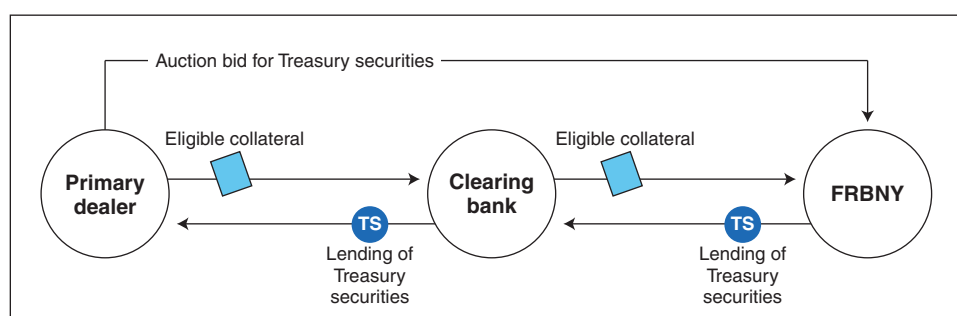 Auction bid for Treasury securities
Eligible collateral
Eligible collateral
Primary
dealer
Clearing
bank
FRBNY
TS
TS
Lending of
Treasury
securities
Lending of
Treasury
securities